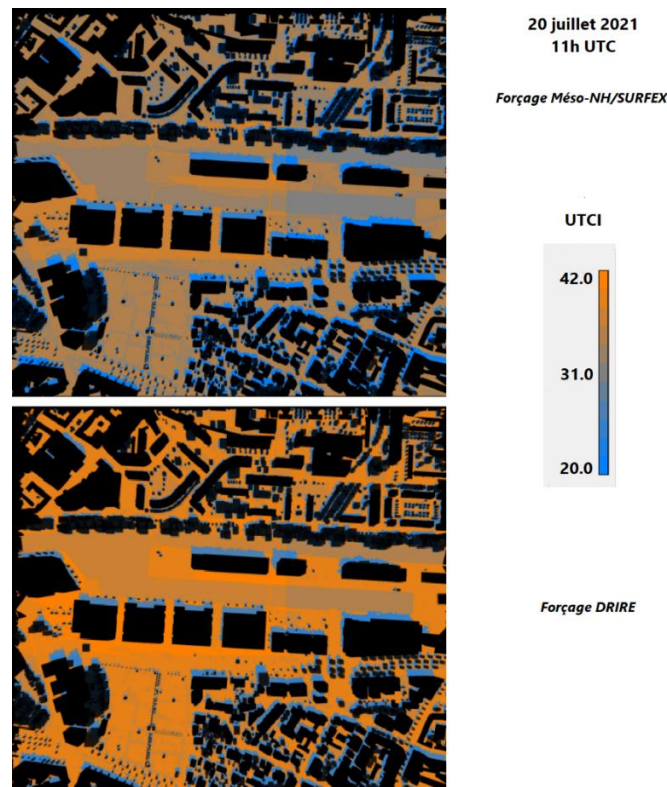 20 juillet 2021
11h UTC
Forçage Méso-NH/SURFEX
UTCI
42.0
31.0
20.0
Forçage DRIRE